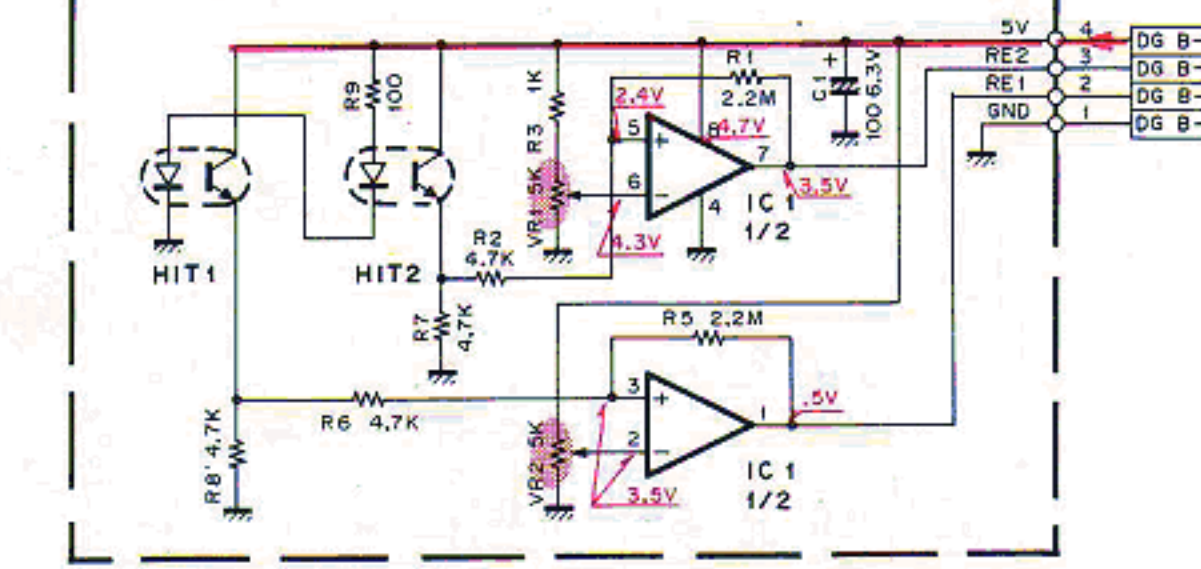 5V 4 DG B-
RE2 3 DG B-
RE1 2 DG B-
GND 1 DG B-
R9 100
1K R3
R1
2.2M
C1 + 100 6.3V
2.4V
5 +
8
4.7V
7
3.5V
6 -
4
IC 1
1/2
VR1 5K
4.3V
HIT1
HIT2
R2
4.7K
R7 4.7K
R5 2.2M
3 +
1
.5V
R6 4.7K
2 -
VR2 5K
3.5V
IC 1
1/2
R8' 4.7K